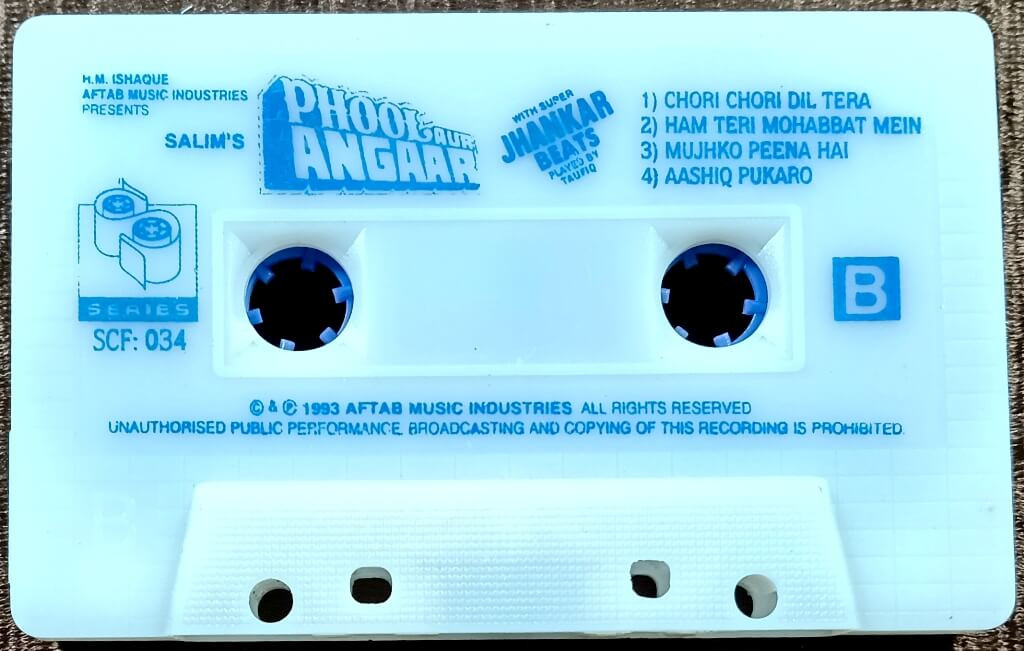 H.M. ISHAQUE
AFTAB MUSIC INDUSTRIES
PRESENTS
SALIM'S
PHOOL AUR
ANGAAR
WITH SUPER
JHANKAR
BEATS
PLAYED BY
TAUFIQ
1) CHORI CHORI DIL TERA
2) HAM TERI MOHABBAT MEIN
3) MUJHKO PEENA HAI
4) AASHIQ PUKARO
SERIES
SCF: 034
B
© & ℗ 1993 AFTAB MUSIC INDUSTRIES ALL RIGHTS RESERVED
UNAUTHORISED PUBLIC PERFORMANCE, BROADCASTING AND COPYING OF THIS RECORDING IS PROHIBITED.
B